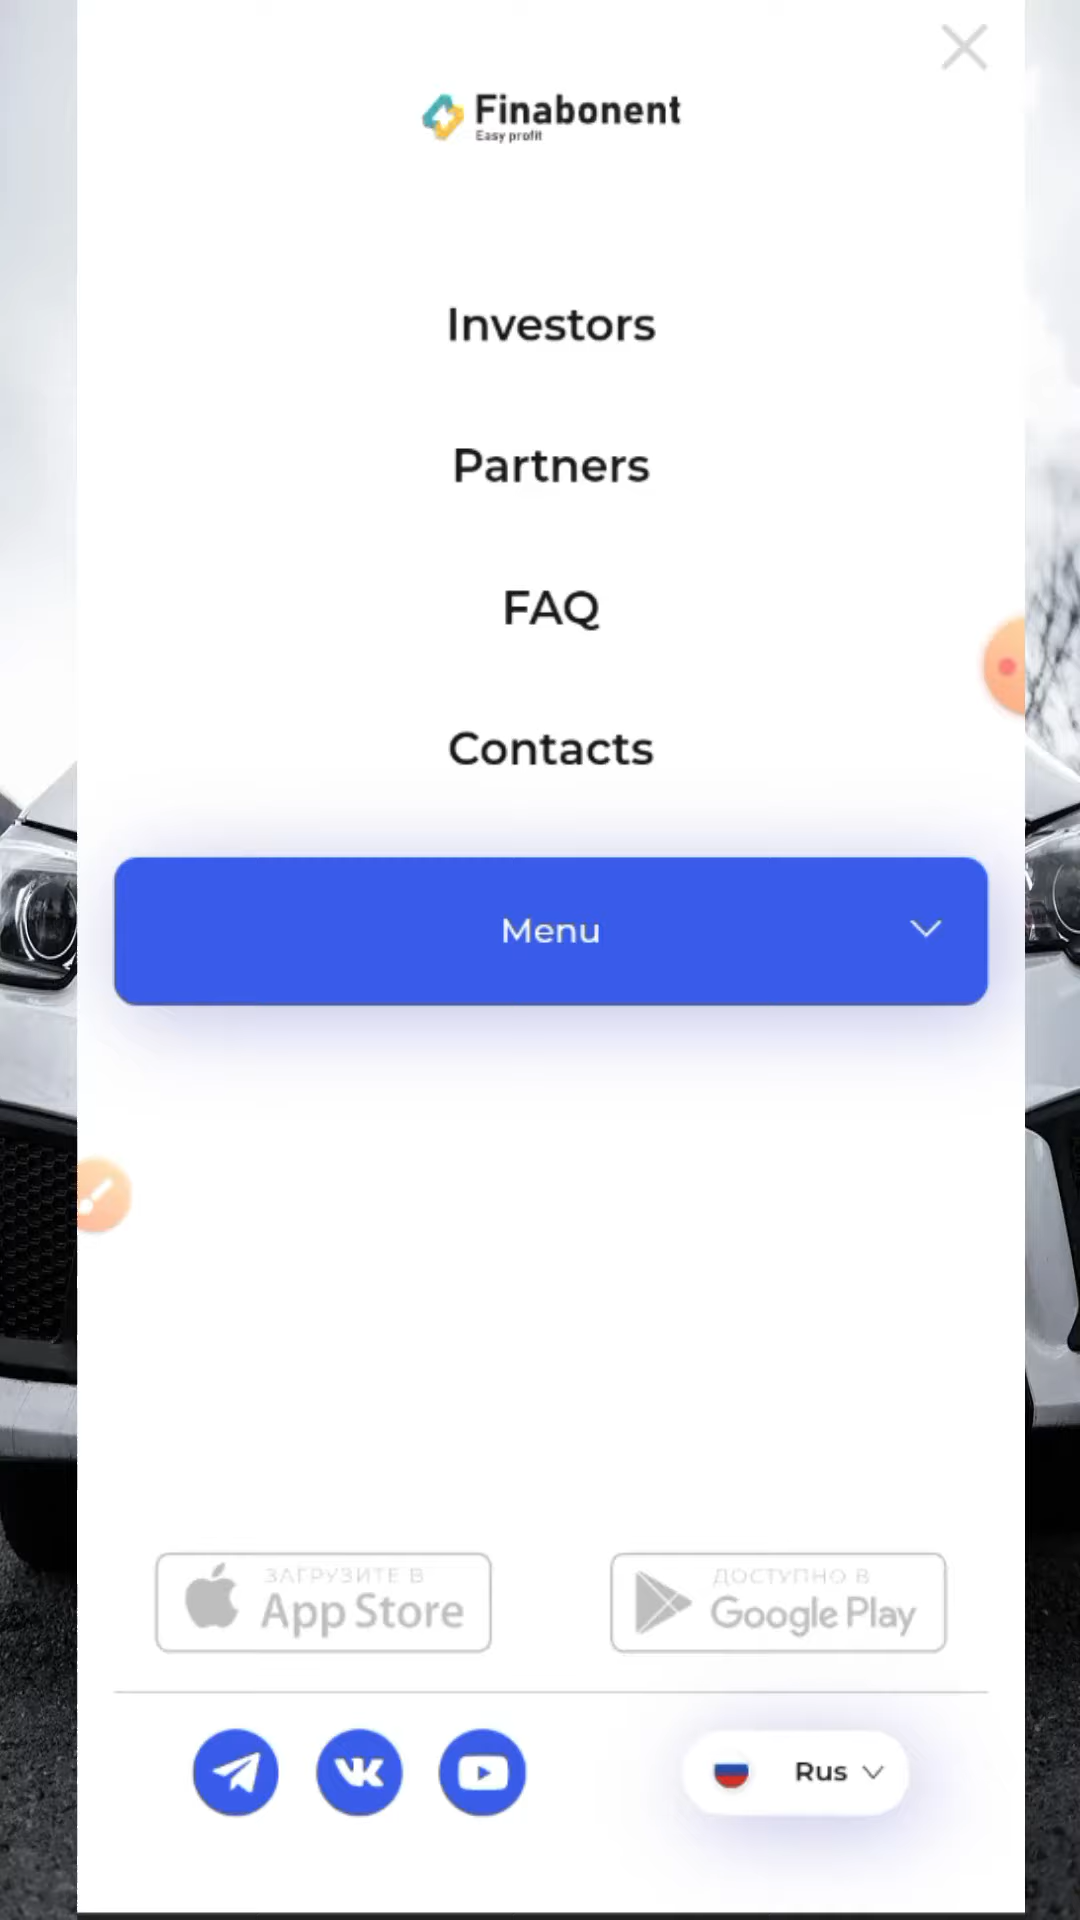 Finabonent
Easy profit
Investors
Partners
FAQ
Contacts
Menu
ЗАГРУЗИТЕ В
App Store
ДОСТУПНО В
Google Play
Rus